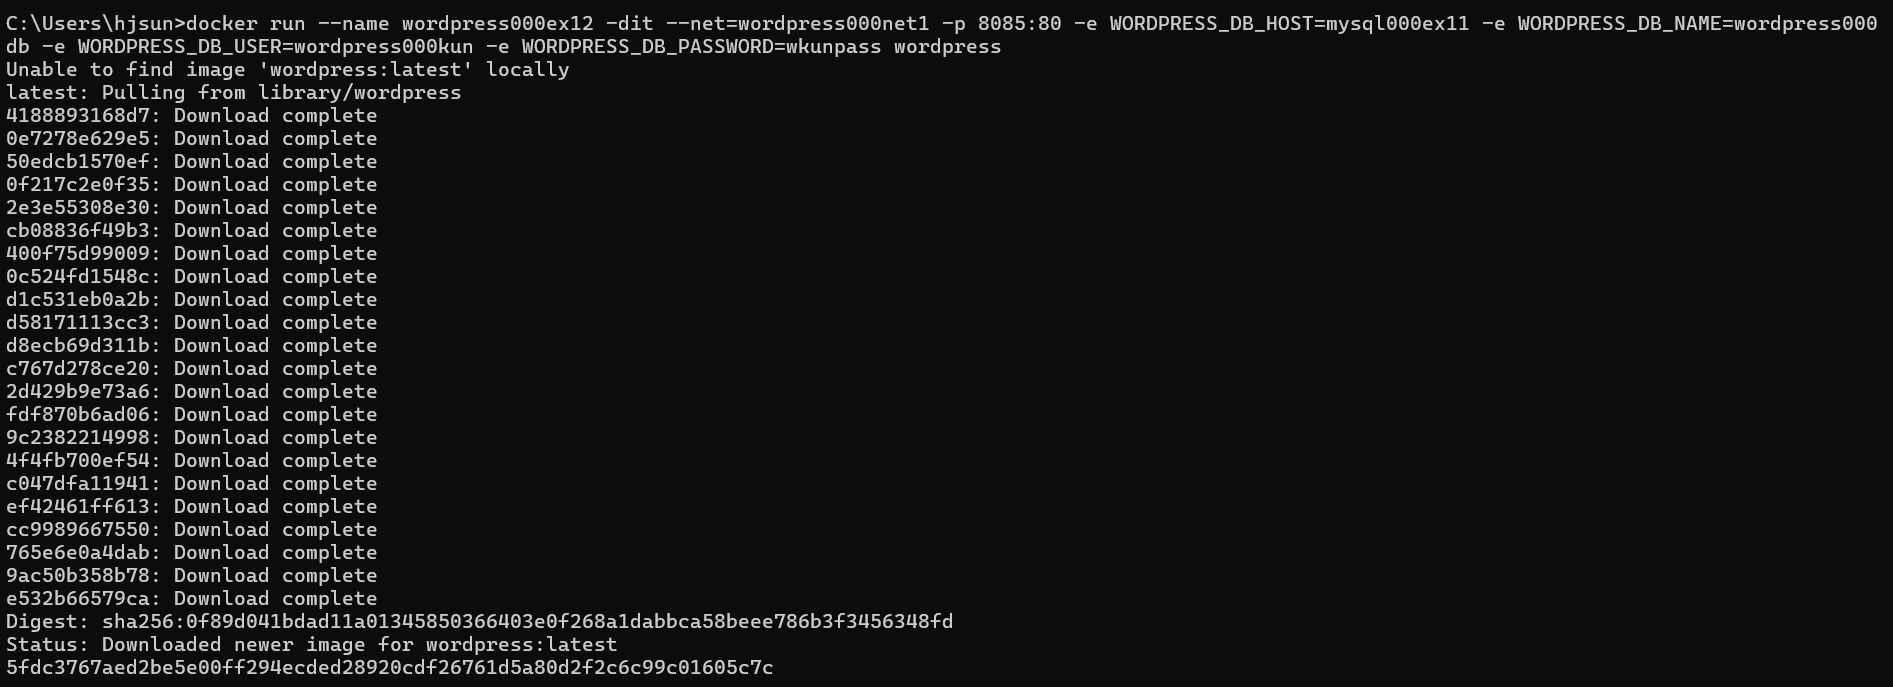 C:\Users\hjsun>docker run --name wordpress000ex12 -dit --net=wordpress000net1 -p 8085:80 -e WORDPRESS_DB_HOST=mysql000ex11 -e WORDPRESS_DB_NAME=wordpress000
db -e WORDPRESS_DB_USER=wordpress000kun -e WORDPRESS_DB_PASSWORD=wkunpass wordpress
Unable to find image 'wordpress:latest' locally
latest: Pulling from library/wordpress
4188893168d7: Download complete
0e7278e629e5: Download complete
50edcb1570ef: Download complete
0f217c2e0f35: Download complete
2e3e55308e30: Download complete
cb08836f49b3: Download complete
400f75d99009: Download complete
0c524fd1548c: Download complete
d1c531eb0a2b: Download complete
d58171113cc3: Download complete
d8ecb69d311b: Download complete
c767d278ce20: Download complete
2d429b9e73a6: Download complete
fdf870b6ad06: Download complete
9c2382214998: Download complete
4f4fb700ef54: Download complete
c047dfa11941: Download complete
ef42461ff613: Download complete
cc9989667550: Download complete
765e6e0a4dab: Download complete
9ac50b358b78: Download complete
e532b66579ca: Download complete
Digest: sha256:0f89d041bdad11a01345850366403e0f268a1dabbca58beee786b3f3456348fd
Status: Downloaded newer image for wordpress:latest
5fdc3767aed2be5e00ff294ecded28920cdf26761d5a80d2f2c6c99c01605c7c